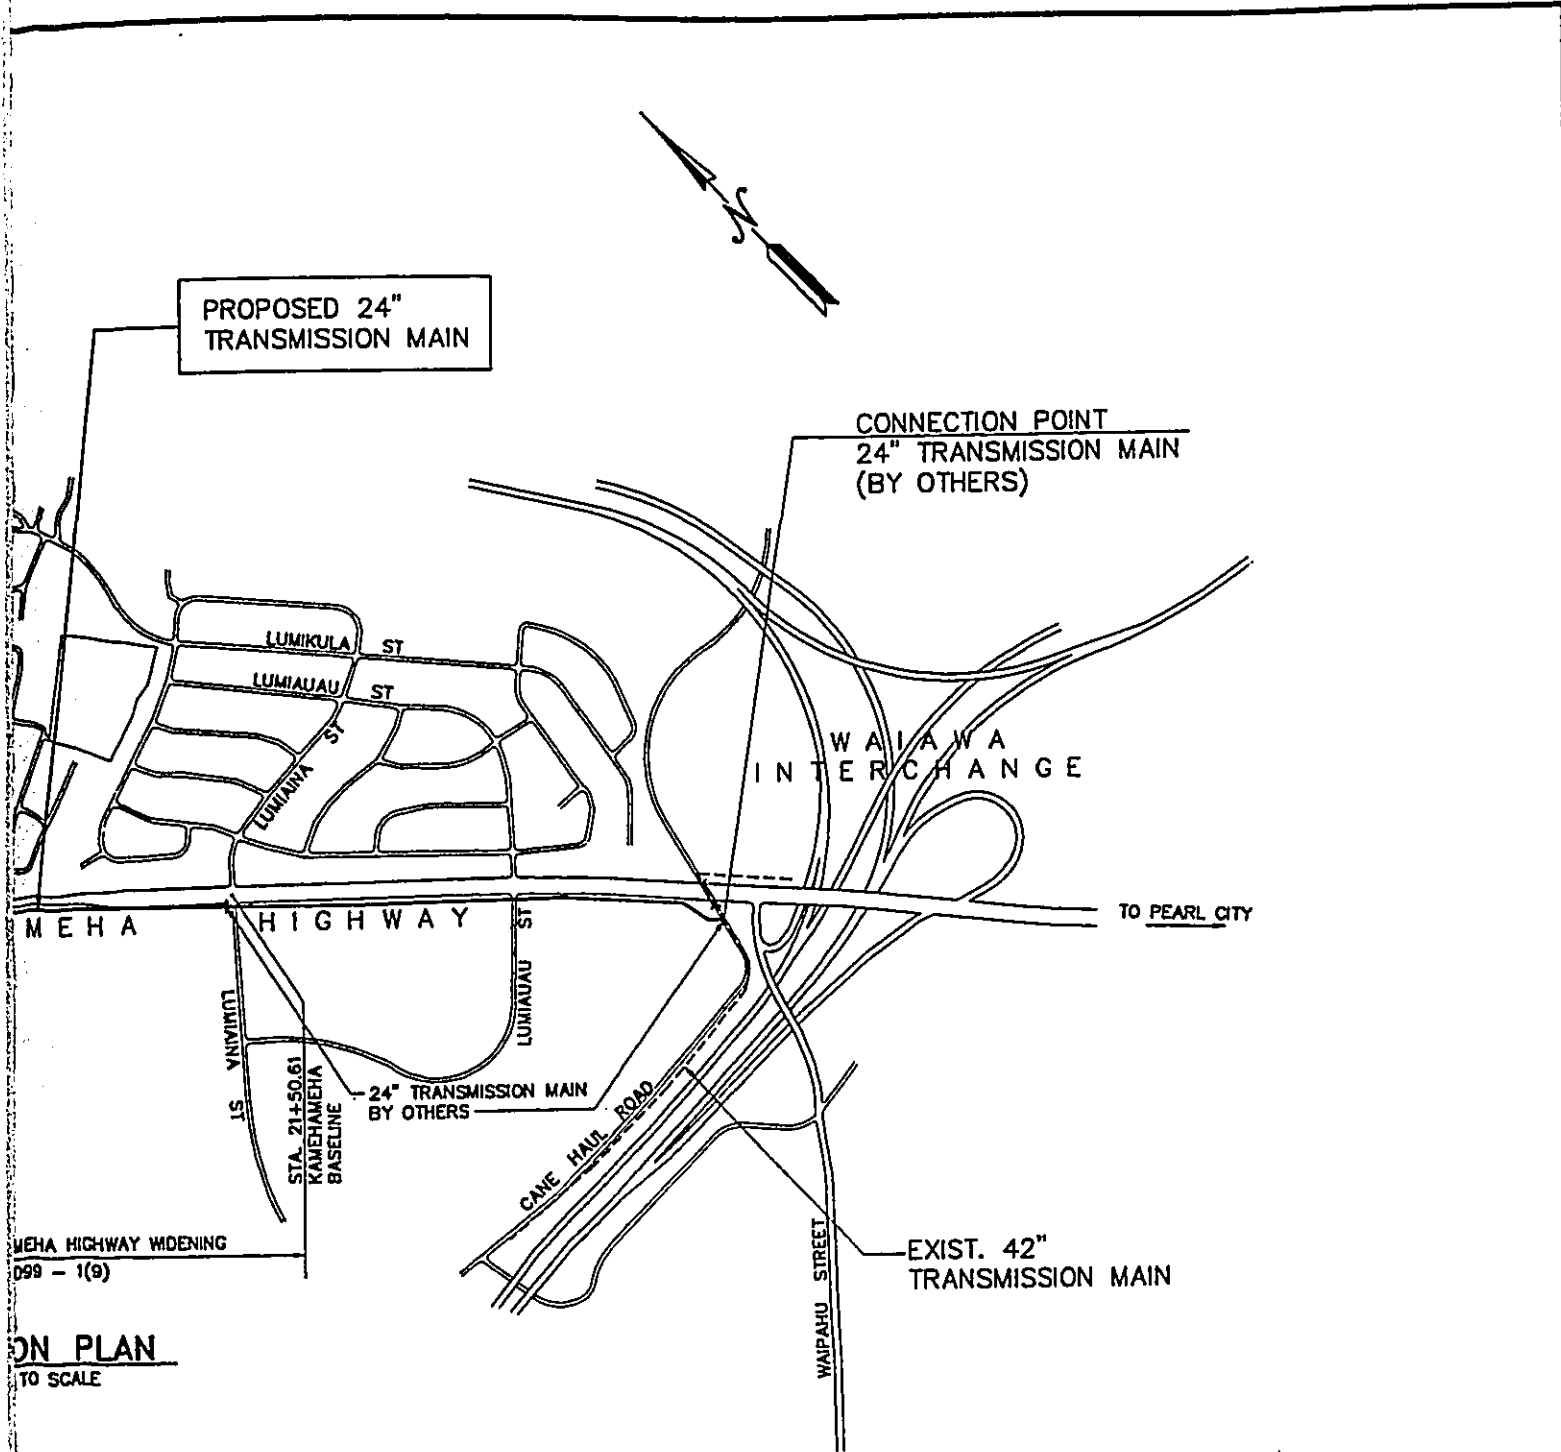 N
PROPOSED 24"
TRANSMISSION MAIN
CONNECTION POINT
24" TRANSMISSION MAIN
(BY OTHERS)
LUMIKULA ST
LUMIAUAU ST
LUMIAINA ST
WAIAWA
INTERCHANGE
MEHA HIGHWAY
TO PEARL CITY
LUMIAUAU ST
LUMIAINA ST
STA. 21+50.61
KAMEHAMEHA
BASELINE
24" TRANSMISSION MAIN
BY OTHERS
CANE HAUL ROAD
WAIPAHU STREET
EXIST. 42"
TRANSMISSION MAIN
MEHA HIGHWAY WIDENING
099 - 1(9)
ON PLAN
TO SCALE